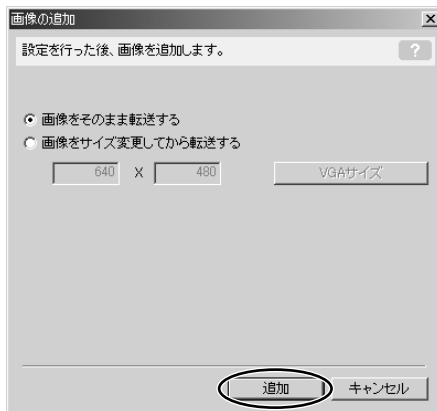 画像の追加
設定を行った後、画像を追加します。
?
画像をそのまま転送する
画像をサイズ変更してから転送する
640 X 480 VGAサイズ
追加 キャンセル